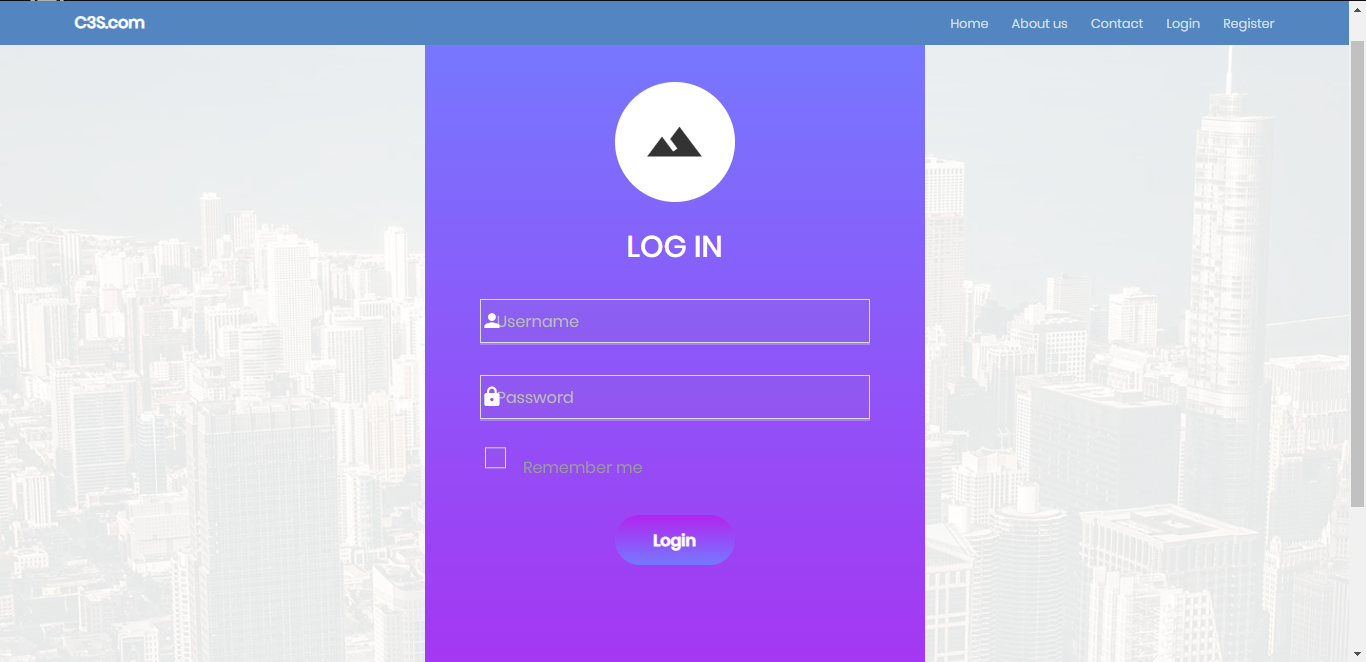 C3S.com
Home About us Contact Login Register
LOG IN
Username
Password
Remember me
Login